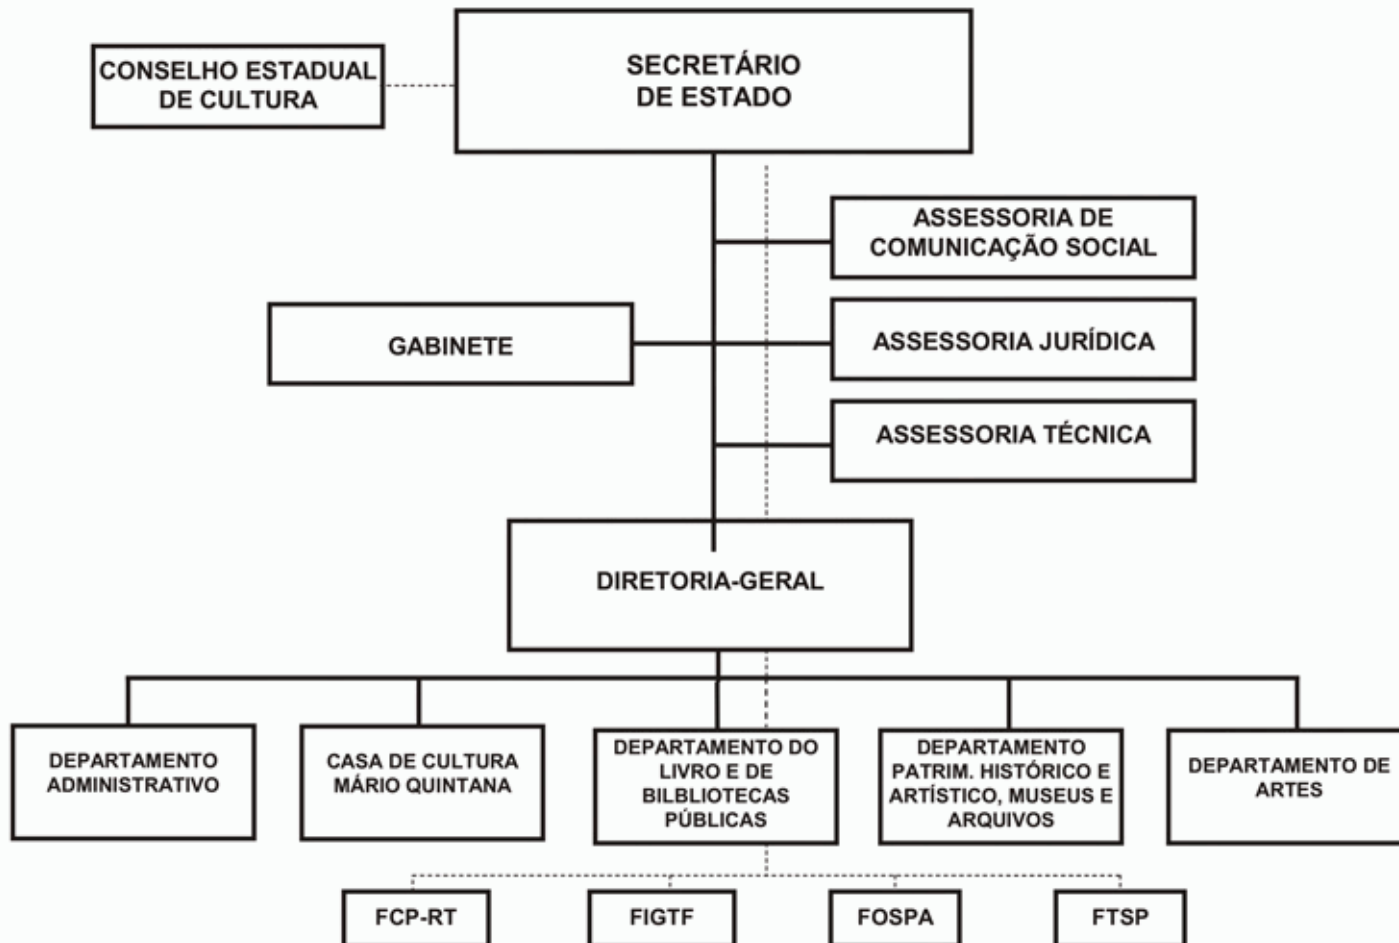 CONSELHO ESTADUAL
DE CULTURA
SECRETÁRIO
DE ESTADO
ASSESSORIA DE
COMUNICAÇÃO SOCIAL
GABINETE
ASSESSORIA JURÍDICA
ASSESSORIA TÉCNICA
DIRETORIA-GERAL
DEPARTAMENTO
ADMINISTRATIVO
CASA DE CULTURA
MÁRIO QUINTANA
DEPARTAMENTO DO
LIVRO E DE
BILBLIOTECAS
PÚBLICAS
DEPARTAMENTO
PATRIM. HISTÓRICO E
ARTÍSTICO, MUSEUS E
ARQUIVOS
DEPARTAMENTO DE
ARTES
FCP-RT
FIGTF
FOSPA
FTSP